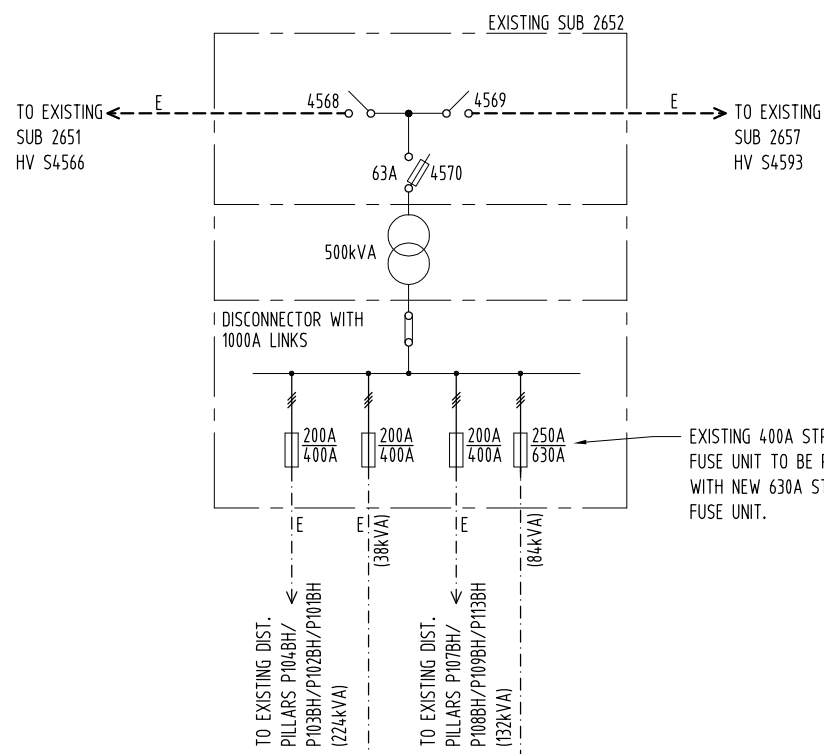 EXISTING SUB 2652
E
4568
4569
E
TO EXISTING
SUB 2651
HV S4566
TO EXISTING
SUB 2657
HV S4593
63A
4570
500kVA
DISCONNECTOR WITH
1000A LINKS
200A
400A
200A
400A
200A
400A
250A
630A
EXISTING 400A
FUSE UNIT TO BE
WITH NEW 630A
FUSE UNIT.
E
E
(38kVA)
E
(84kVA)
TO EXISTING DIST.
PILLARS P104BH/
P103BH/P102BH/P101BH
(224kVA)
TO EXISTING DIST.
PILLARS P107BH/
P108BH/P109BH/P113BH
(132kVA)